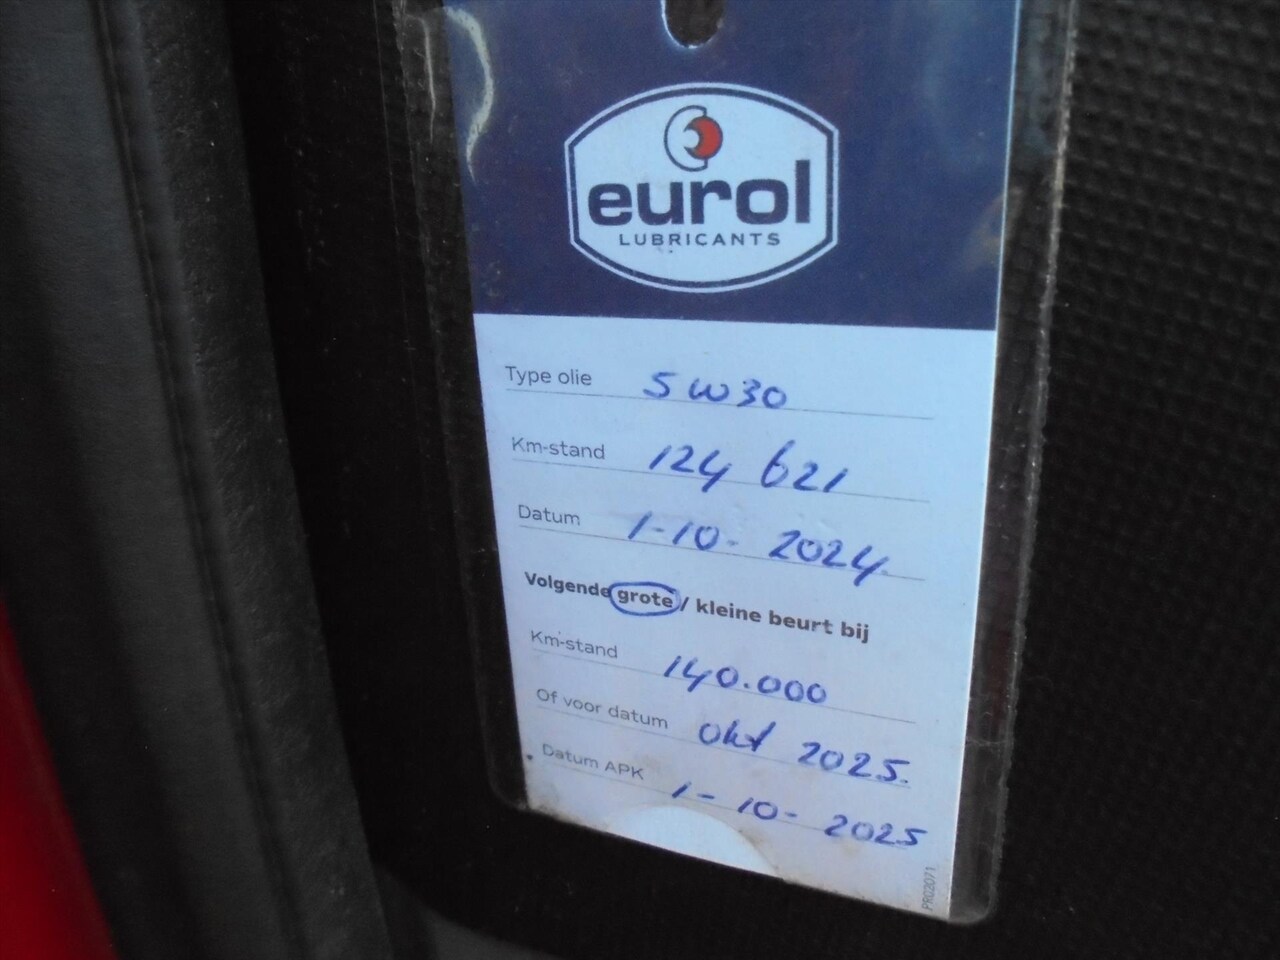 eurol
LUBRICANTS
Type olie 5W30
Km-stand 124 621
Datum 1-10-2024.
Volgende grote / kleine beurt bij
Km-stand 140.000
Of voor datum okt 2025.
Datum APK 1-10-2025
PR02071